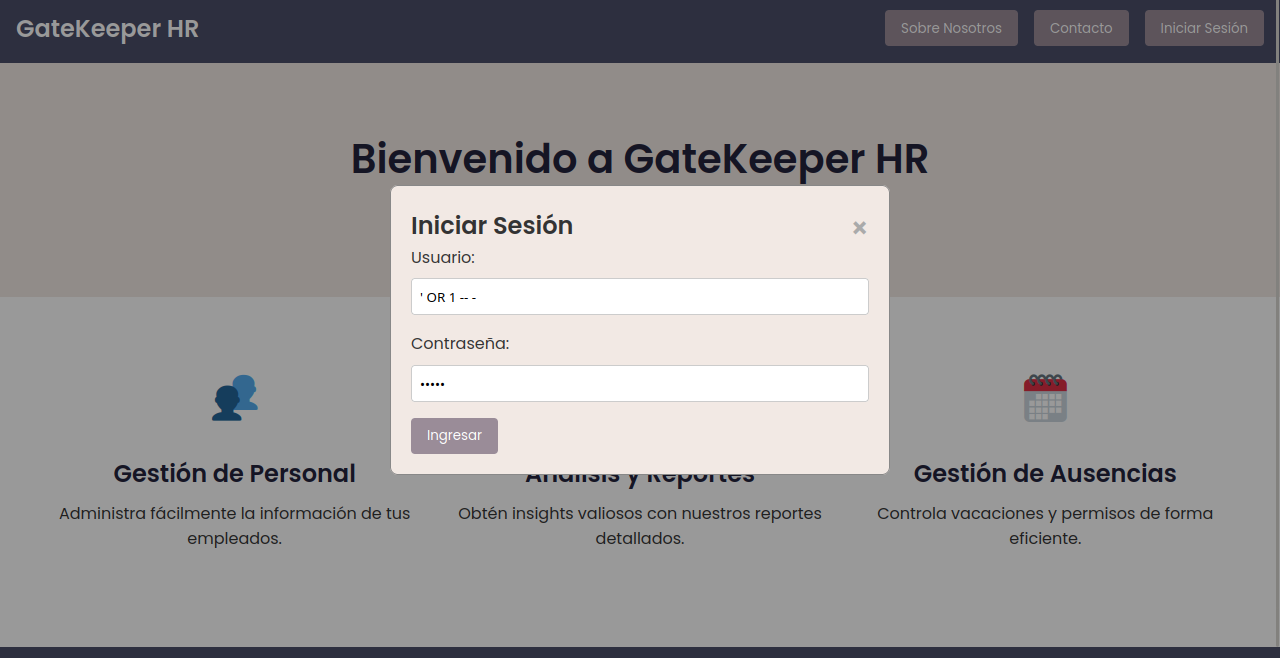 GateKeeper HR
Sobre Nosotros
Contacto
Iniciar Sesión
Bienvenido a GateKeeper HR
Iniciar Sesión
×
Usuario:
' OR 1 -- -
Contraseña:
•••••
Ingresar
Gestión de Personal
Administra fácilmente la información de tus
empleados.
Análisis y Reportes
Obtén insights valiosos con nuestros reportes
detallados.
Gestión de Ausencias
Controla vacaciones y permisos de forma
eficiente.